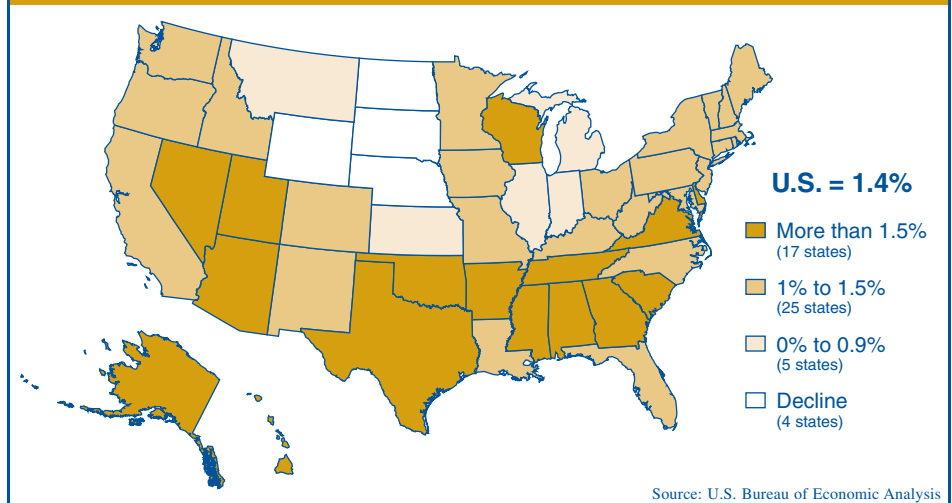 U.S. = 1.4%
More than 1.5%
(17 states)
1% to 1.5%
(25 states)
0% to 0.9%
(5 states)
Decline
(4 states)
Source: U.S. Bureau of Economic Analysis